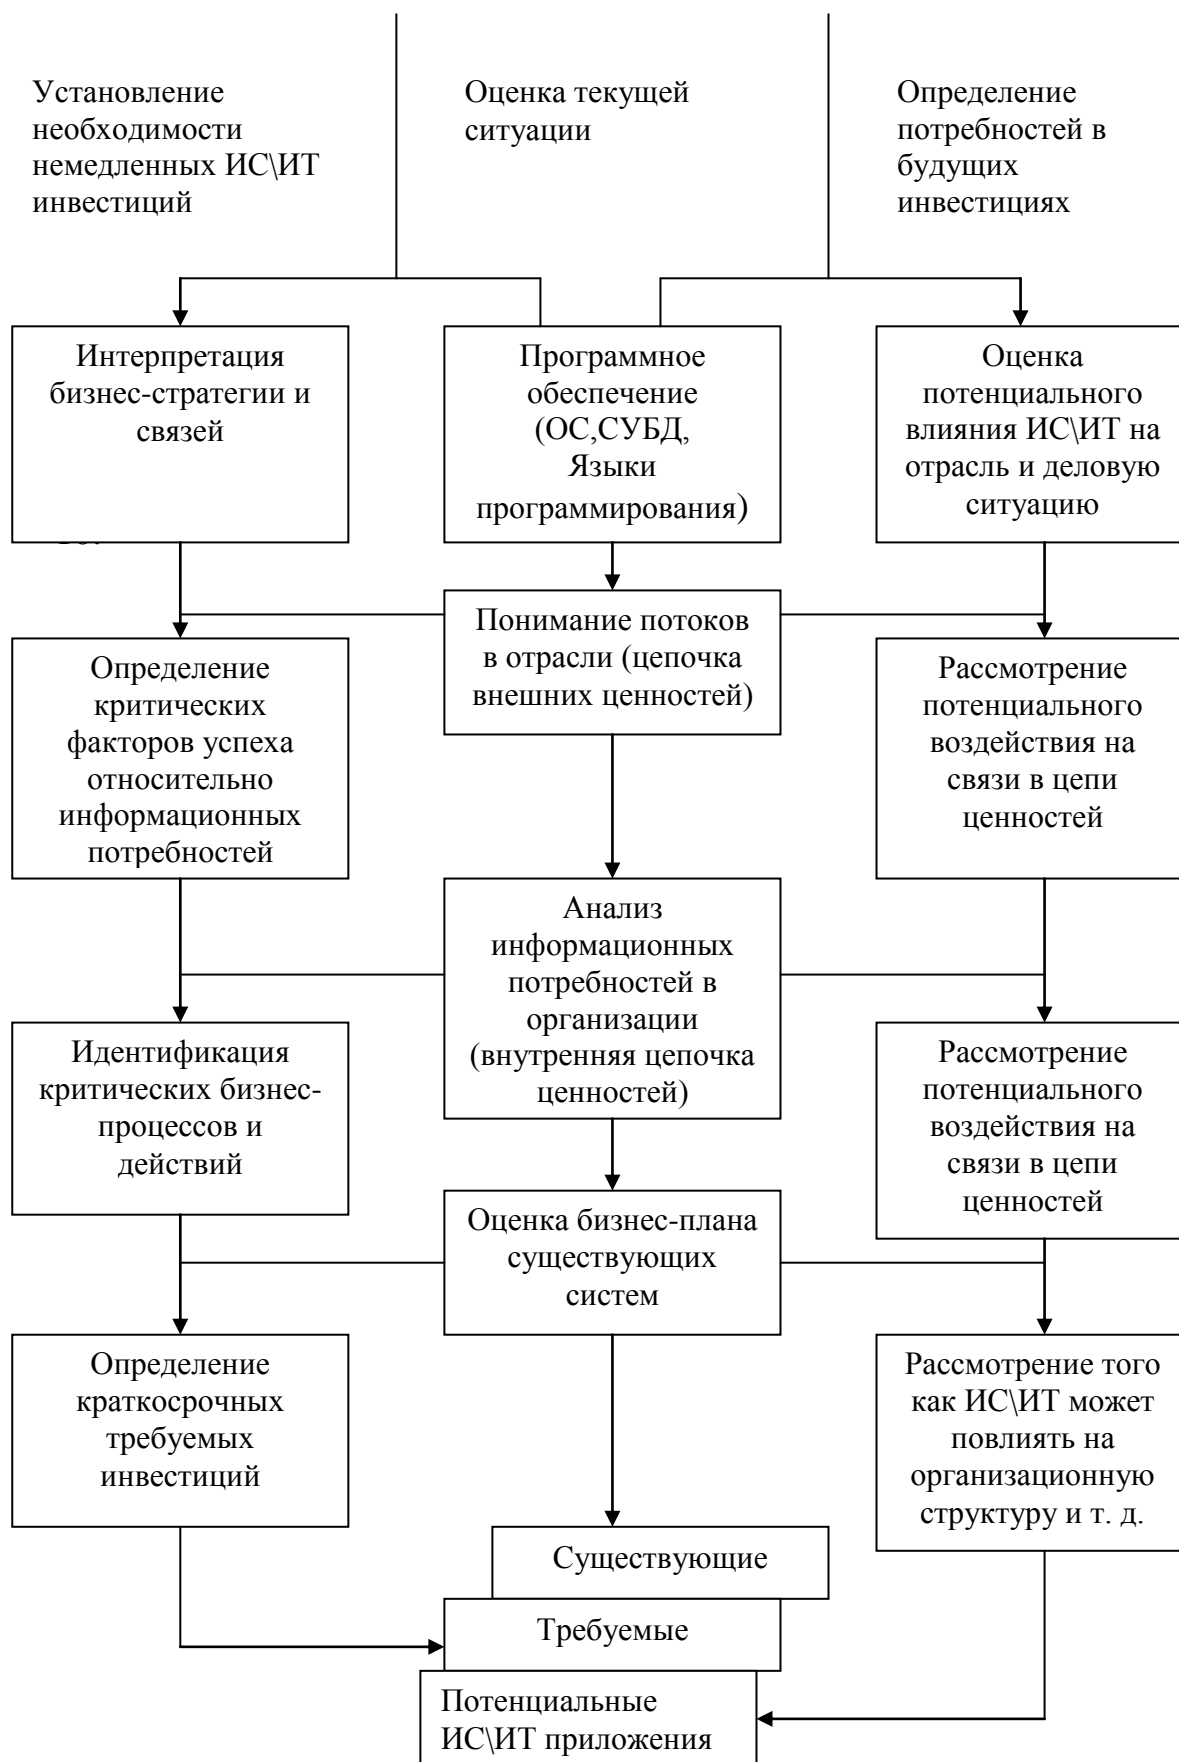 Установление
необходимости
немедленных ИС\ИТ
инвестиций
Оценка текущей
ситуации
Определение
потребностей в
будущих
инвестициях
Интерпретация
бизнес-стратегии и
связей
Программное
обеспечение
(ОС,СУБД,
Языки
программирования)
Оценка
потенциального
влияния ИС\ИТ на
отрасль и деловую
ситуацию
Понимание потоков
в отрасли (цепочка
внешних ценностей)
Определение
критических
факторов успеха
относительно
информационных
потребностей
Рассмотрение
потенциального
воздействия на
связи в цепи
ценностей
Анализ
информационных
потребностей в
организации
(внутренняя цепочка
ценностей)
Идентификация
критических бизнес-
процессов и
действий
Рассмотрение
потенциального
воздействия на
связи в цепи
ценностей
Оценка бизнес-плана
существующих
систем
Определение
краткосрочных
требуемых
инвестиций
Рассмотрение того
как ИС\ИТ может
повлиять на
организационную
структуру и т. д.
Существующие
Требуемые
Потенциальные
ИС\ИТ приложения